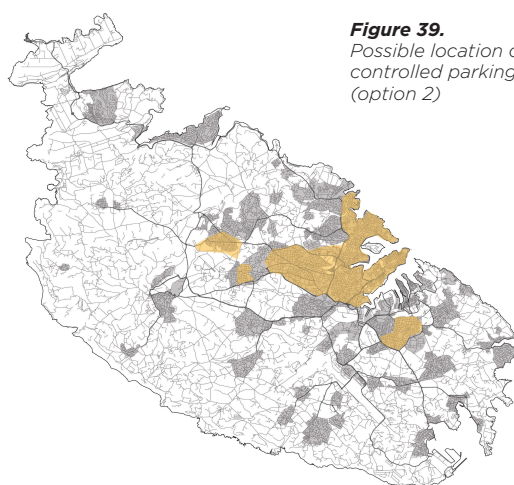 Figure 39.
Possible location
controlled parking
(option 2)